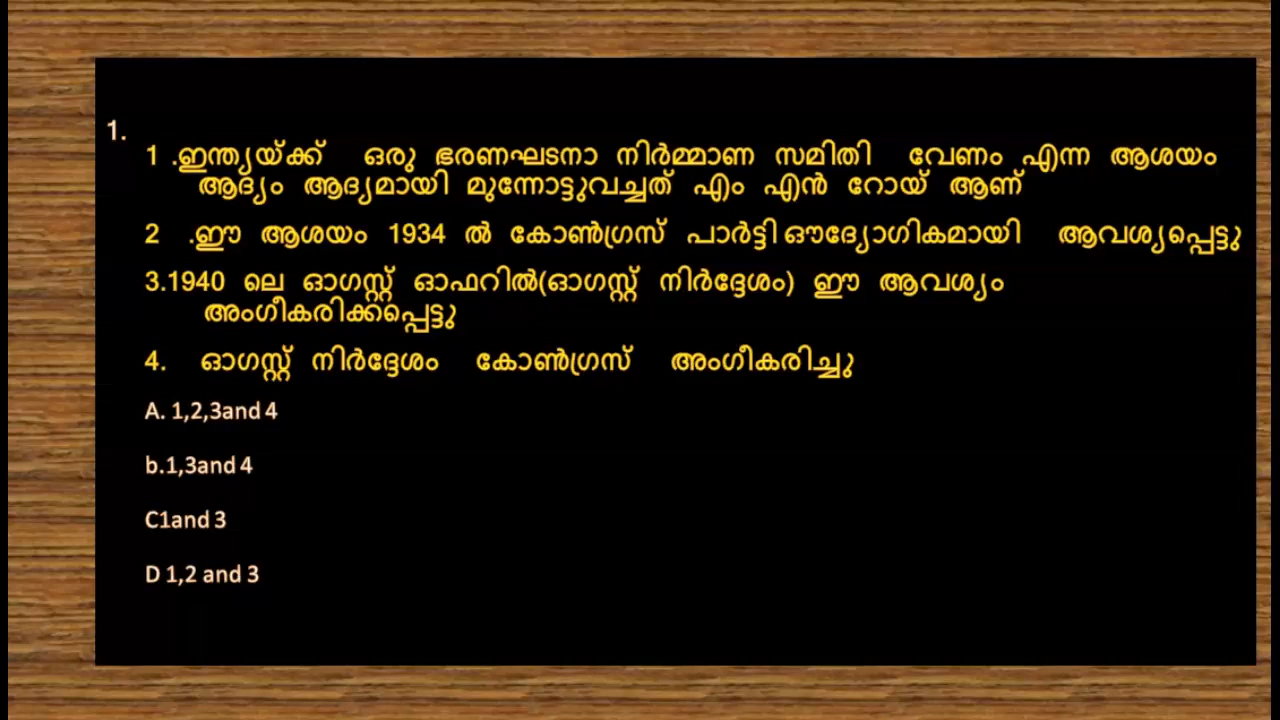 1.
1 .ഇന്ത്യയ്ക്ക് ഒരു ഭരണഘടനാ നിർമ്മാണ സമിതി വേണം എന്ന ആശയം
ആദ്യം ആദ്യമായി മുന്നോട്ടുവച്ചത് എം എൻ റോയ് ആണ്
2 .ഈ ആശയം 1934 ൽ കോൺഗ്രസ് പാർട്ടി ഔദ്യോഗികമായി ആവശ്യപ്പെട്ടു
3.1940 ലെ ഓഗസ്റ്റ് ഓഫറിൽ(ഓഗസ്റ്റ് നിർദ്ദേശം) ഈ ആവശ്യം
അംഗീകരിക്കപ്പെട്ടു
4. ഓഗസ്റ്റ് നിർദ്ദേശം കോൺഗ്രസ് അംഗീകരിച്ചു
A. 1,2,3and 4
b.1,3and 4
C1and 3
D 1,2 and 3